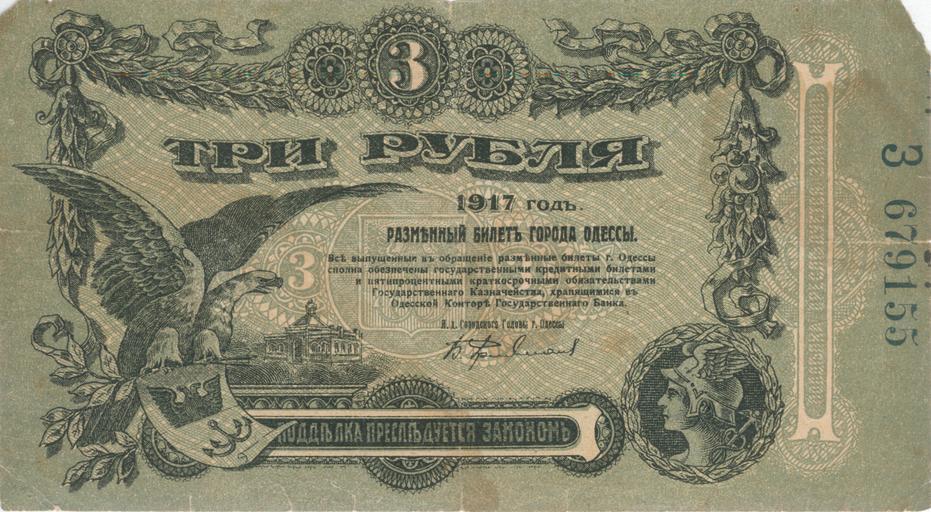 3
ТРИ РУБЛЯ
1917 годъ.
РАЗМѢННЫЙ БИЛЕТЪ ГОРОДА ОДЕССЫ.
Всѣ выпущенные въ обращеніе размѣнные билеты г. Одессы
сполна обезпечены государственными кредитными билетами
и пятипроцентными краткосрочными обязательствами
Государственнаго Казначейства, хранящимися въ
Одесской Конторѣ Государственнаго Банка.
3
И. д. Городского Головы г. Одессы
ПОДДѢЛКА ПРЕСЛѢДУЕТСЯ ЗАКОНОМЪ
З 679155